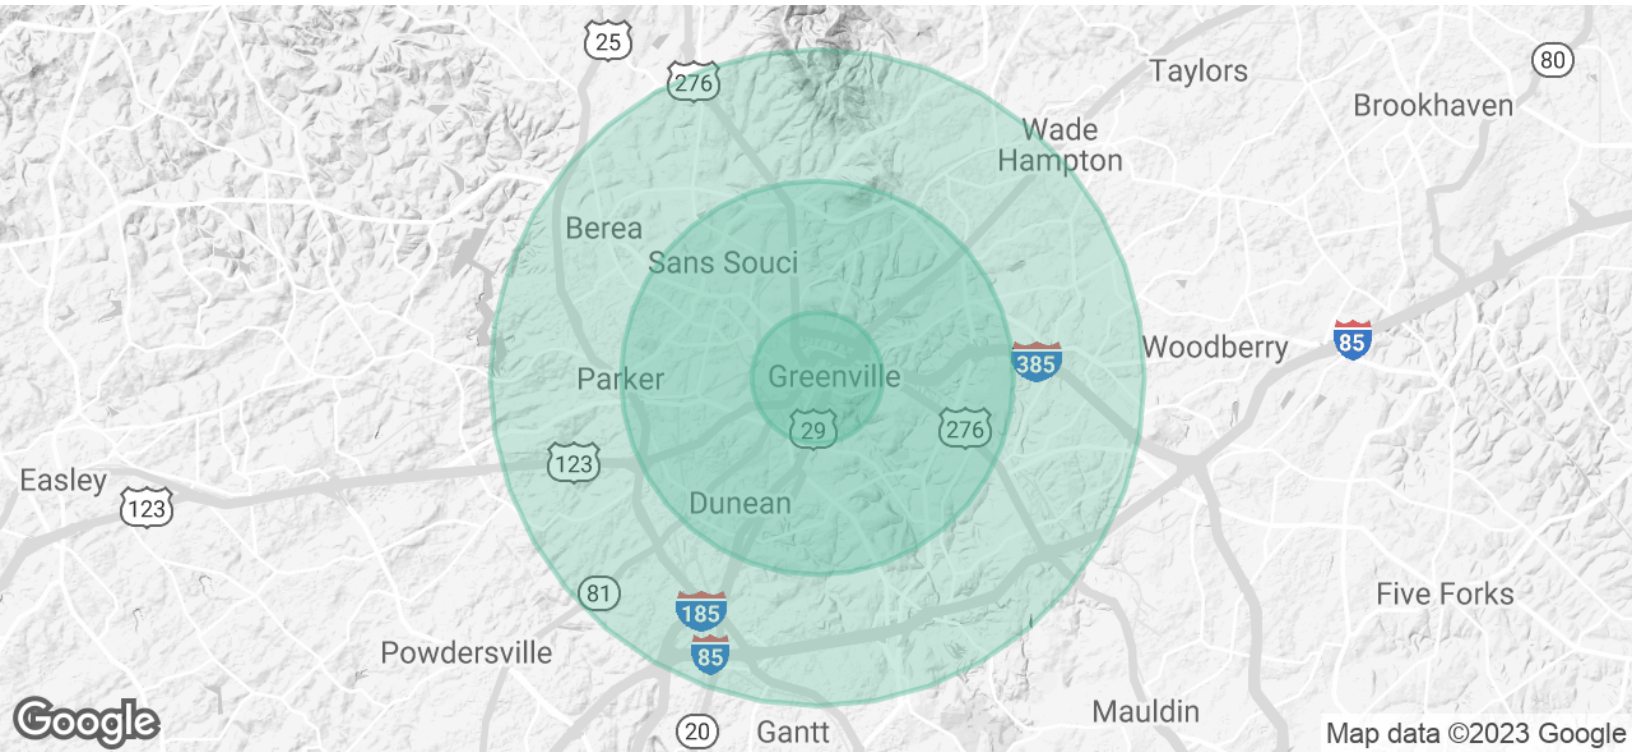 25
80
Taylors
276
Brookhaven
Wade
Hampton
Berea
Sans Souci
85
Woodberry
385
Parker
Greenville
29
276
123
Easley
123
Dunean
81
Five Forks
185
Powdersville
85
Mauldin
Google
20
Gantt
Map data ©2023 Google